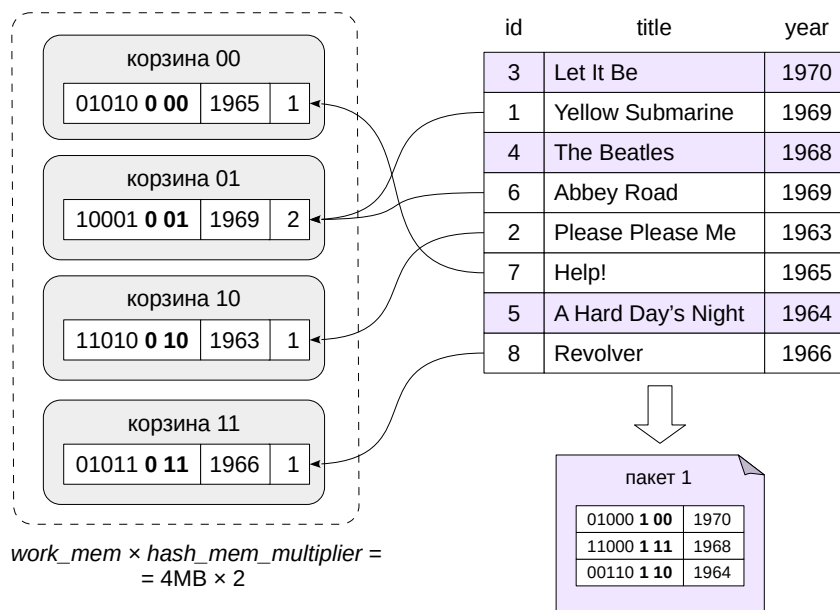 корзина 00
01010 0 00 1965 1
корзина 01
10001 0 01 1969 2
корзина 10
11010 0 10 1963 1
корзина 11
01011 0 11 1966 1
work_mem × hash_mem_multiplier =
= 4MB × 2
id title year
3 Let It Be 1970
1 Yellow Submarine 1969
4 The Beatles 1968
6 Abbey Road 1969
2 Please Please Me 1963
7 Help! 1965
5 A Hard Day's Night 1964
8 Revolver 1966
пакет 1
01000 1 00 1970
11000 1 11 1968
00110 1 10 1964